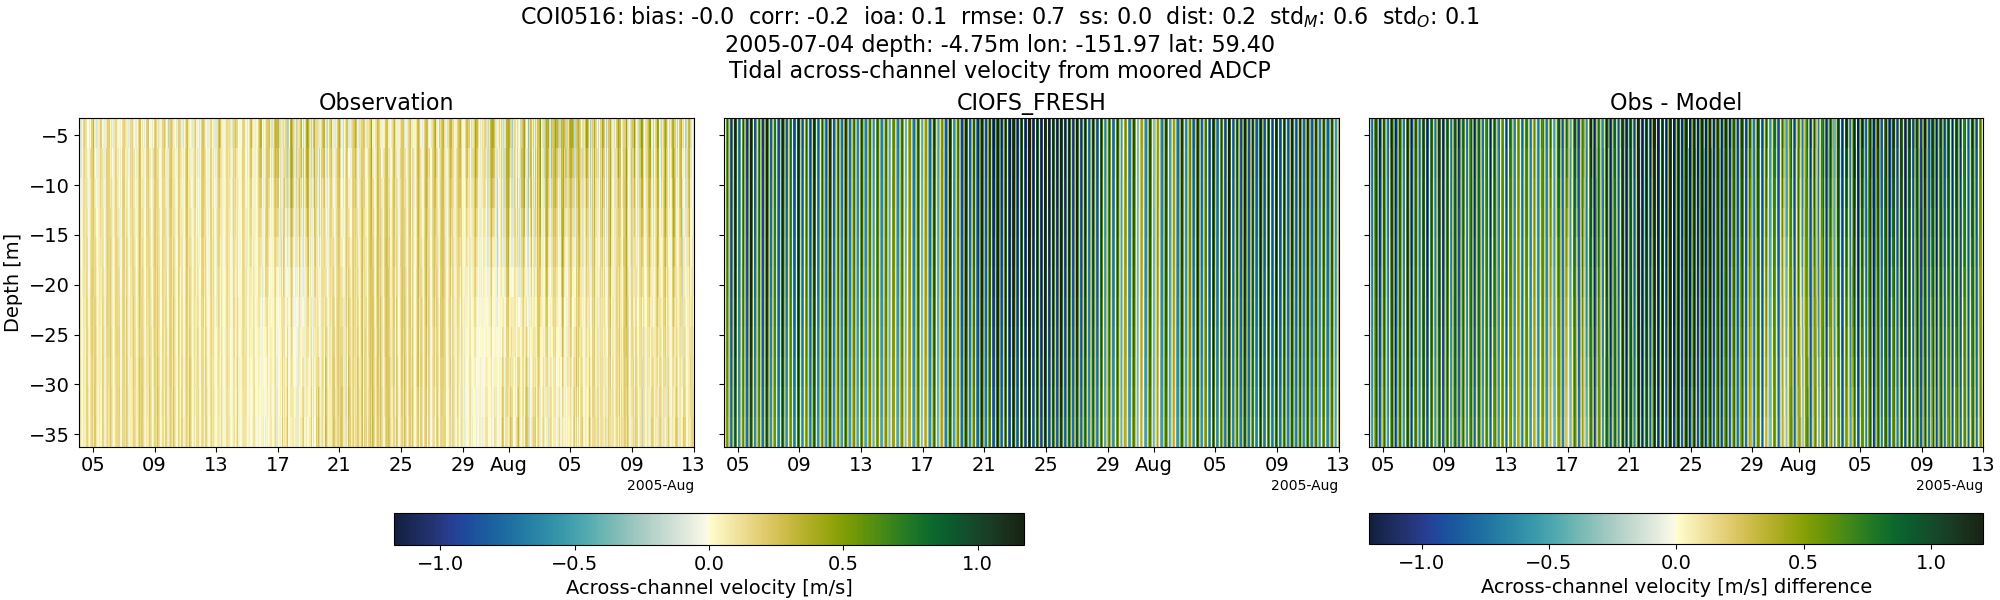 COI0516: bias: -0.0  corr: -0.2  ioa: 0.1  rmse: 0.7  ss: 0.0  dist: 0.2  std_M: 0.6  std_O: 0.1
2005-07-04 depth: -4.75m lon: -151.97 lat: 59.40
Tidal across-channel velocity from moored ADCP
Observation
CIOFS_FRESH
Obs - Model
Depth [m]
−5
−10
−15
−20
−25
−30
−35
05 09 13 17 21 25 29 Aug 05 09 13
2005-Aug
05 09 13 17 21 25 29 Aug 05 09 13
2005-Aug
05 09 13 17 21 25 29 Aug 05 09 13
2005-Aug
−1.0 −0.5 0.0 0.5 1.0
Across-channel velocity [m/s]
−1.0 −0.5 0.0 0.5 1.0
Across-channel velocity [m/s] difference